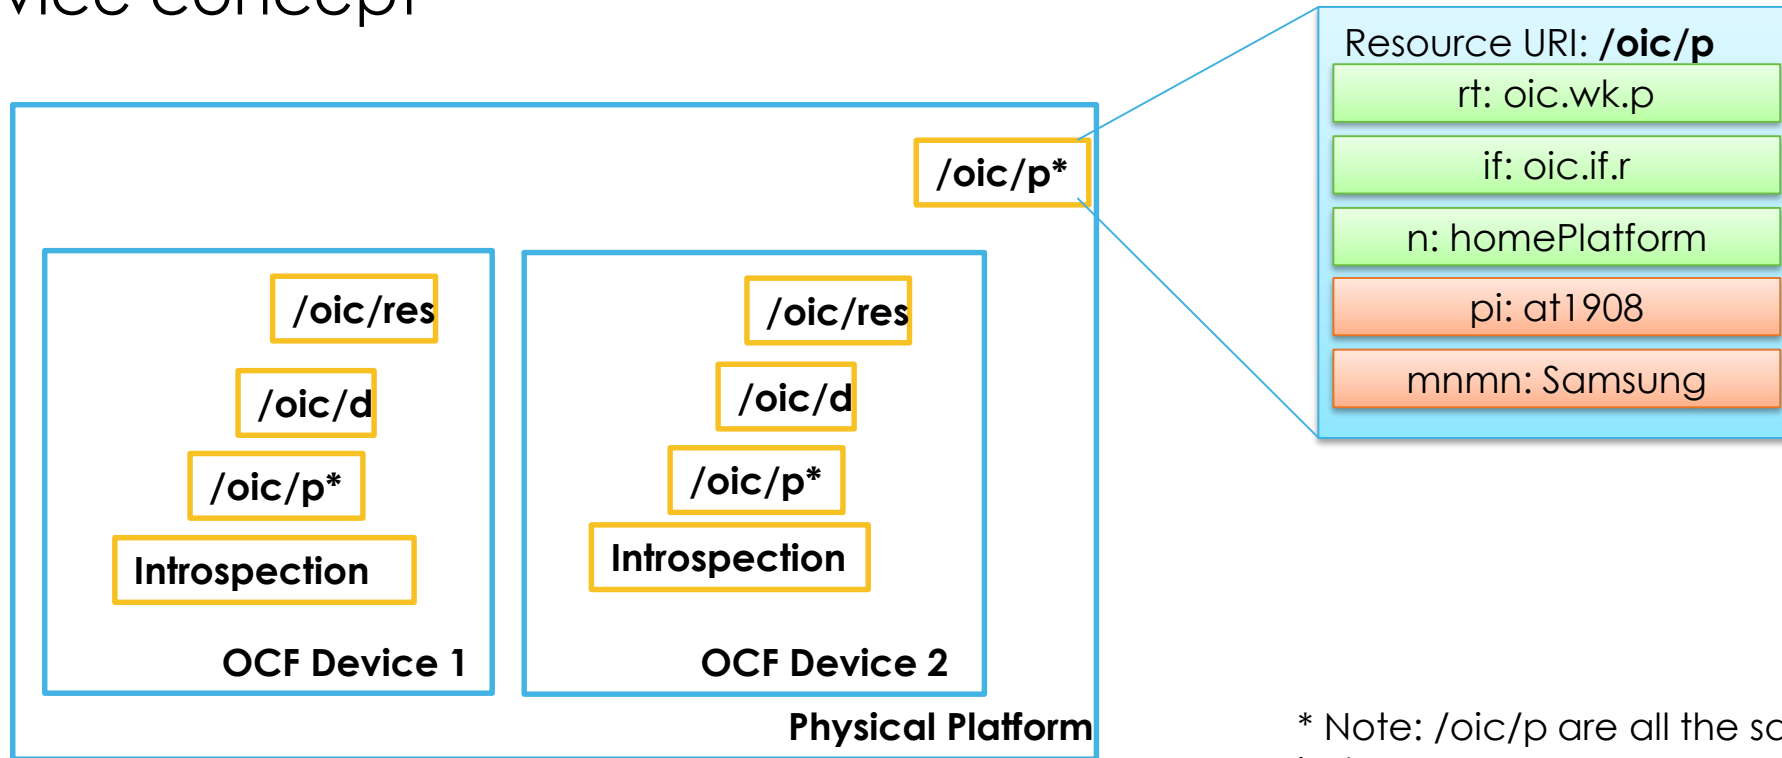 vice concept
Resource URI: /oic/p
rt: oic.wk.p
if: oic.if.r
n: homePlatform
pi: at1908
mnmn: Samsung
/oic/p*
/oic/res
/oic/d
/oic/p*
Introspection
OCF Device 1
/oic/res
/oic/d
/oic/p*
Introspection
OCF Device 2
Physical Platform
* Note: /oic/p are all the